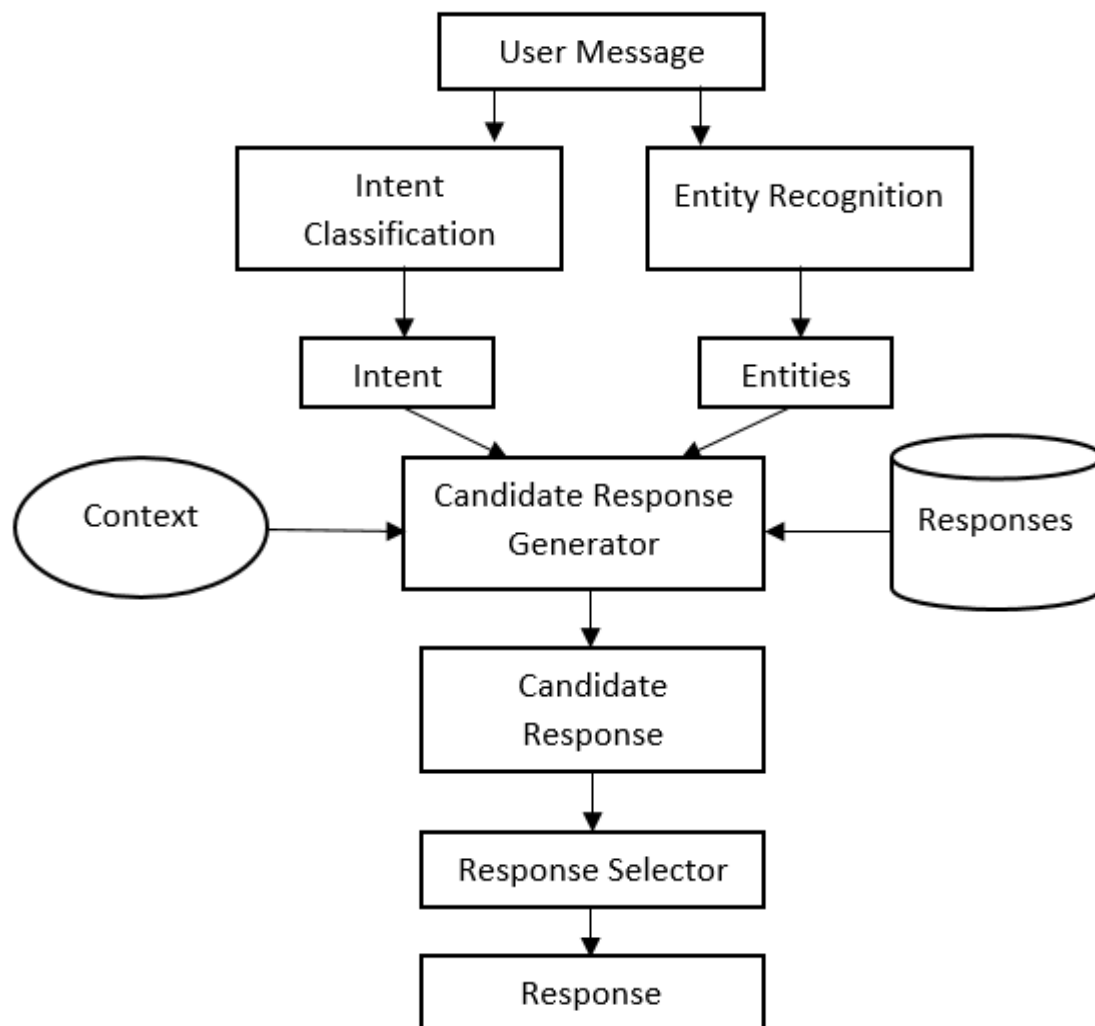 User Message
Intent
Classification
Entity Recognition
Intent
Entities
Context
Candidate Response
Generator
Responses
Candidate
Response
Response Selector
Response